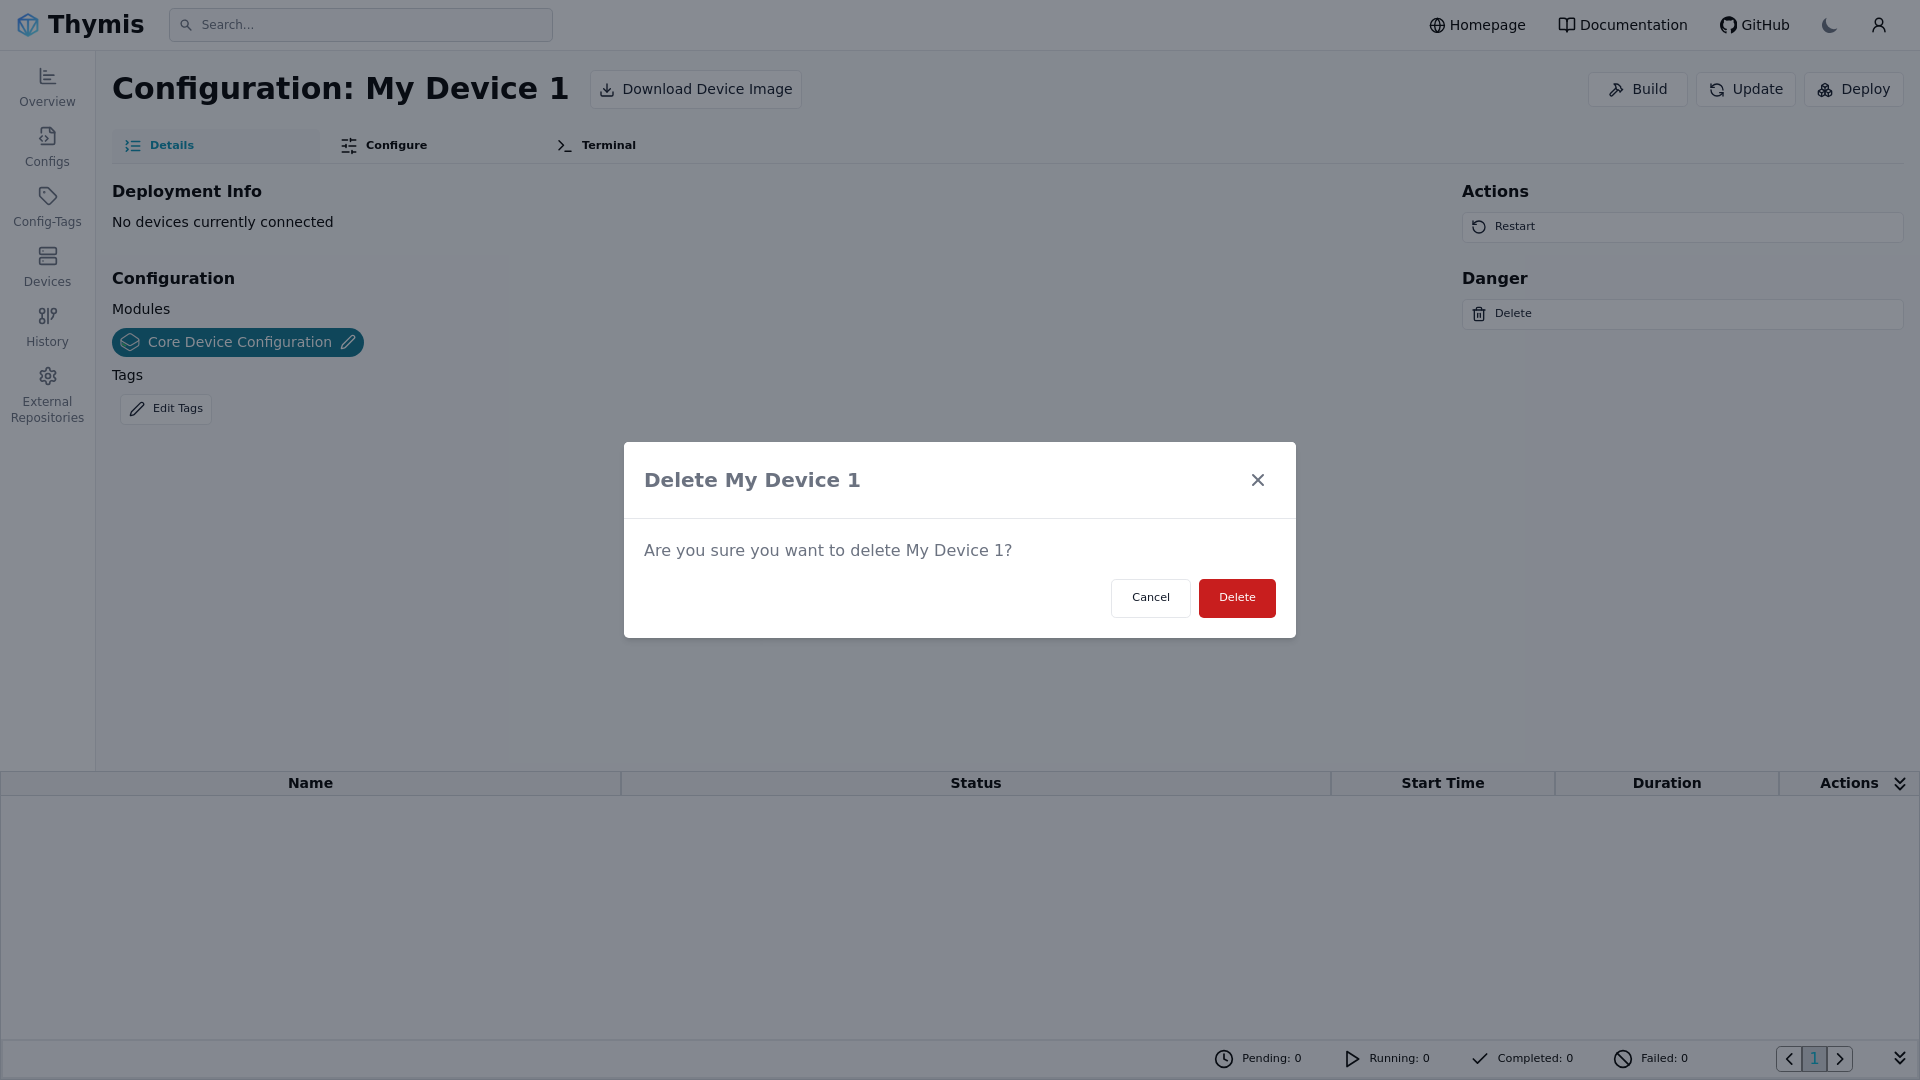 Thymis
Search...
Homepage
Documentation
GitHub
Overview
Configs
Config-Tags
Devices
History
External
Repositories
Configuration: My Device 1
Download Device Image
Build
Update
Deploy
Details
Configure
Terminal
Deployment Info
No devices currently connected
Configuration
Modules
Core Device Configuration
Tags
Edit Tags
Actions
Restart
Danger
Delete
Delete My Device 1
Are you sure you want to delete My Device 1?
Cancel
Delete
Name
Status
Start Time
Duration
Actions
Pending: 0
Running: 0
Completed: 0
Failed: 0
1